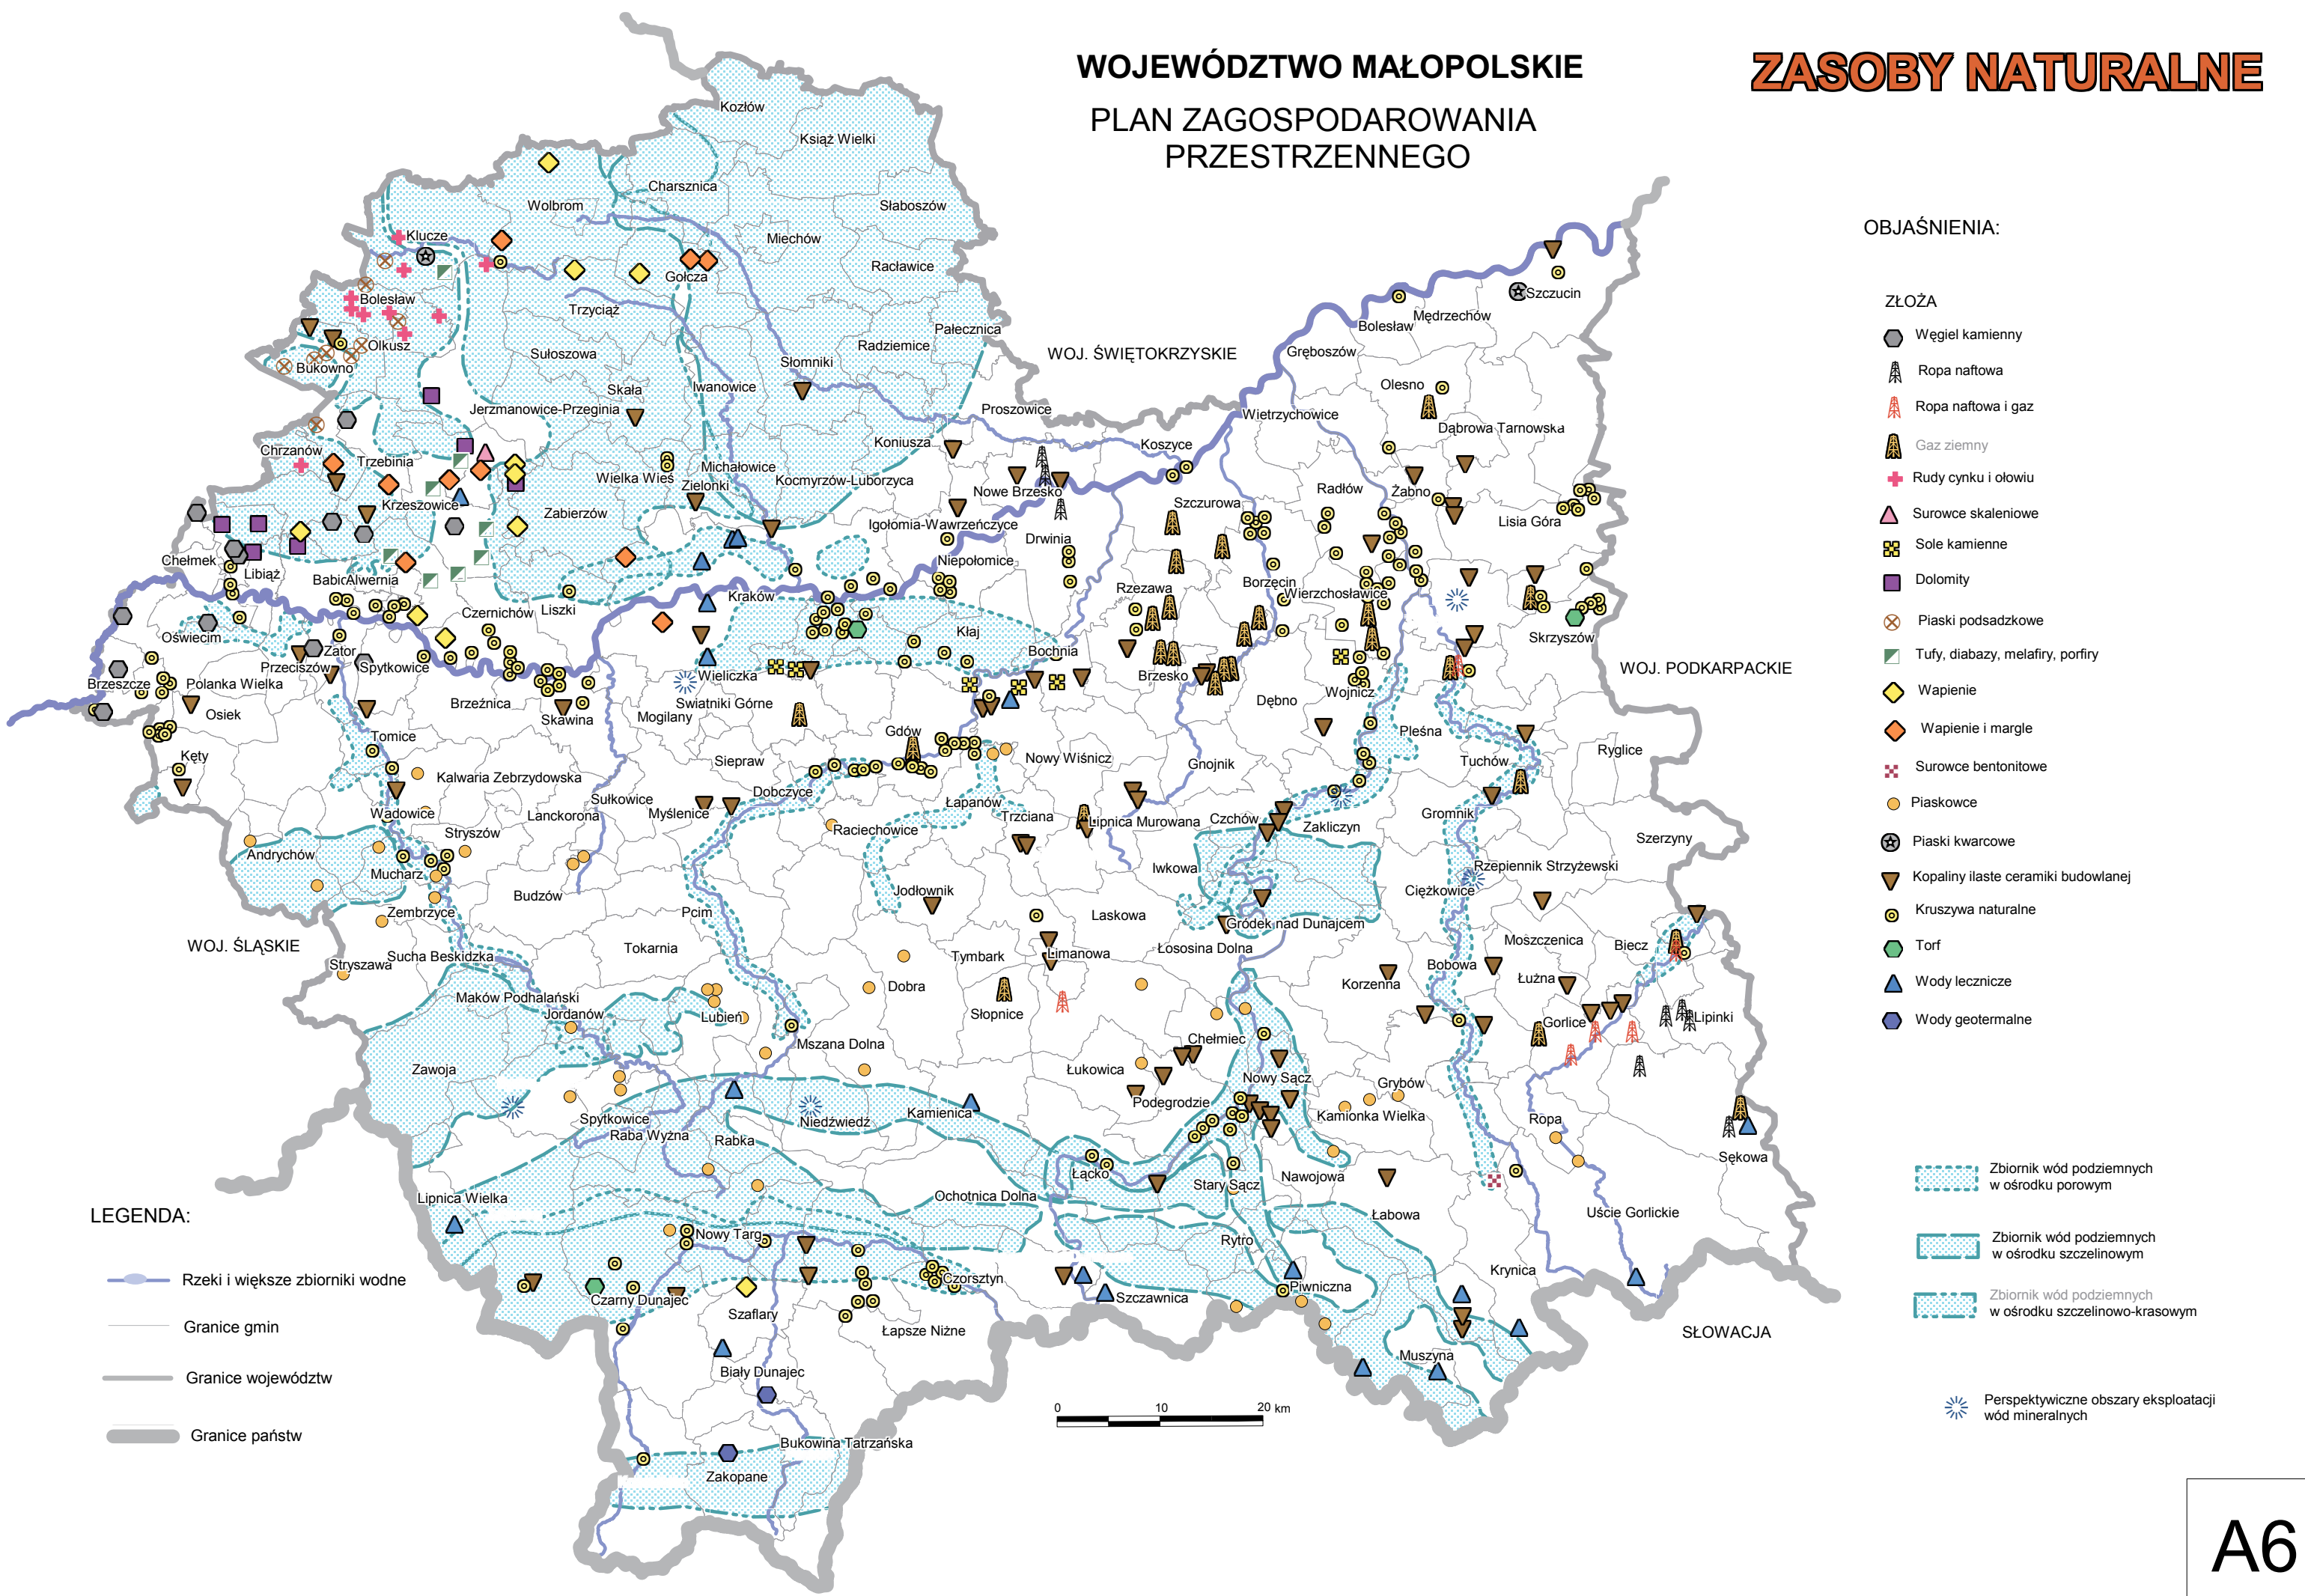 WOJEWÓDZTWO MAŁOPOLSKIE
PLAN ZAGOSPODAROWANIA
PRZESTRZENNEGO
ZASOBY NATURALNE
Kozłów
Książ Wielki
Charsznica
Wolbrom
Słaboszów
Klucze
Miechów
Racławice
Gołcza
Bolesław
Trzyciąż
Pałecznica
Radziemice
Olkusz
Sułoszowa
Słomniki
Bukowno
Skała
Iwanowice
Jerzmanowice-Przeginia
Proszowice
Koniusza
Koszyce
Chrzanów
Trzebinia
Wielka Wieś
Michałowice
Zielonki
Kocmyrzów-Luborzyca
Nowe Brzesko
Krzeszowice
Zabierzów
Igołomia-Wawrzeńczyce
Drwinia
Chełmek
Libiąż
Babic
Alwernia
Niepołomice
Kraków
Czernichów
Liszki
Oświęcim
Kłaj
Zator
Przeciszów
Spytkowice
Bochnia
Wieliczka
Brzeszcze
Polanka Wielka
Osiek
Brzeźnica
Skawina
Mogilany
Świątniki Górne
Tomice
Kęty
Gdów
Siepraw
Nowy Wiśnicz
Kalwaria Zebrzydowska
Sułkowice
Dobczyce
Myślenice
Łapanów
Wadowice
Lanckorona
Stryszów
Raciechowice
Trzciana
Lipnica Murowana
Andrychów
Mucharz
Budzów
Zembrzyce
Pcim
Jodłownik
Laskowa
WOJ. ŚLĄSKIE
Stryszawa
Sucha Beskidzka
Tokarnia
Tymbark
Limanowa
Łososina Dolna
Maków Podhalański
Jordanów
Lubień
Dobra
Słopnice
Mszana Dolna
Zawoja
Łukowica
Chełmiec
Nowy Sącz
Podegrodzie
Spytkowice
Raba Wyżna
Rabka
Niedźwiedź
Kamienica
Kamionka Wielka
Grybów
Łącko
Stary Sącz
Nawojowa
Lipnica Wielka
Ochotnica Dolna
Łabowa
Nowy Targ
Rytro
Czorsztyn
Czarny Dunajec
Szaflary
Szczawnica
Piwniczna
Krynica
Łapsze Niżne
Muszyna
Biały Dunajec
Bukowina Tatrzańska
Zakopane
WOJ. ŚWIĘTOKRZYSKIE
Szczucin
Mędrzechów
Bolesław
Gręboszów
Olesno
Wietrzychowice
Dąbrowa Tarnowska
Szczurowa
Radłów
Żabno
Lisia Góra
Rzezawa
Borzęcin
Wierzchosławice
Skrzyszów
WOJ. PODKARPACKIE
Brzesko
Dębno
Wojnicz
Pleśna
Ryglice
Gnojnik
Tuchów
Czchów
Zakliczyn
Gromnik
Szerzyny
Iwkowa
Rzepiennik Strzyżewski
Ciężkowice
Gródek nad Dunajcem
Moszczenica
Biecz
Bobowa
Łużna
Korzenna
Gorlice
Lipinki
Ropa
Sękowa
Uście Gorlickie
SŁOWACJA
0
10
20 km
LEGENDA:
Rzeki i większe zbiorniki wodne
Granice gmin
Granice województw
Granice państw
OBJAŚNIENIA:
ZŁOŻA
Węgiel kamienny
Ropa naftowa
Ropa naftowa i gaz
Gaz ziemny
Rudy cynku i ołowiu
Surowce skaleniowe
Sole kamienne
Dolomity
Piaski podsadzkowe
Tufy, diabazy, melafiry, porfiry
Wapienie
Wapienie i margle
Surowce bentonitowe
Piaskowce
Piaski kwarcowe
Kopaliny ilaste ceramiki budowlanej
Kruszywa naturalne
Torf
Wody lecznicze
Wody geotermalne
Zbiornik wód podziemnych
w ośrodku porowym
Zbiornik wód podziemnych
w ośrodku szczelinowym
Zbiornik wód podziemnych
w ośrodku szczelinowo-krasowym
Perspektywiczne obszary eksploatacji
wód mineralnych
A6